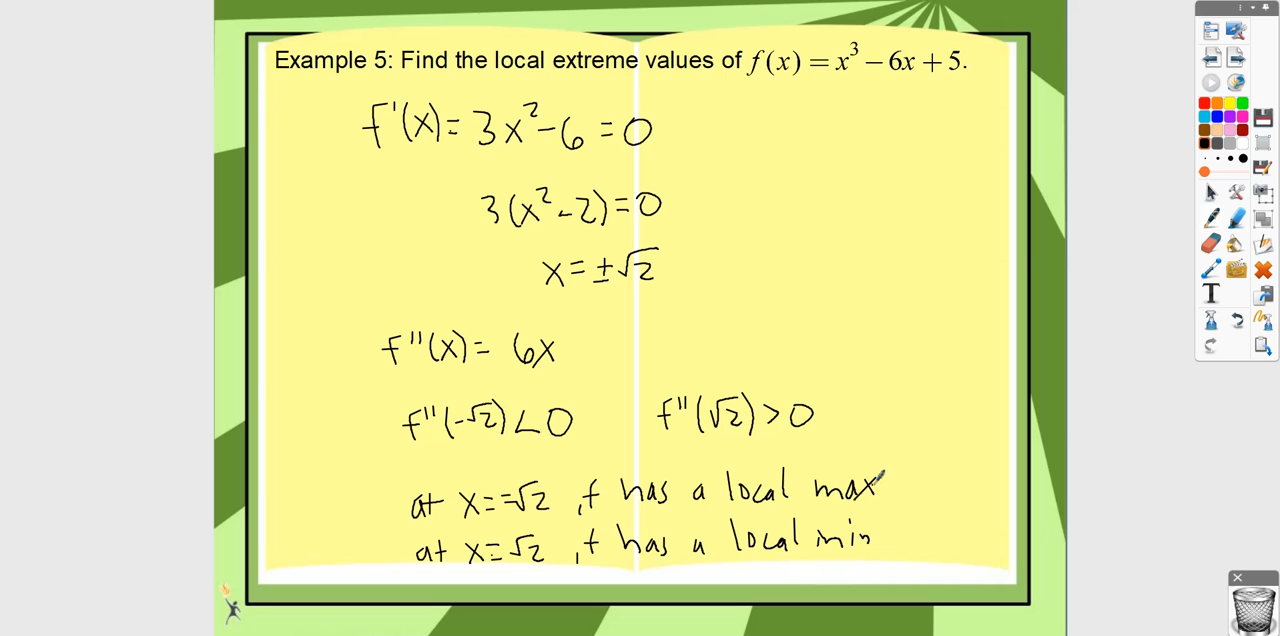 Example 5: Find the local extreme values of f(x) = x³ − 6x + 5.
f'(x) = 3x² - 6 = 0
3(x² - 2) = 0
x = ±√2
f''(x) = 6x
f''(-√2) < 0 f''(√2) > 0
at x = -√2, f has a local max
at x = √2, f has a local min
T